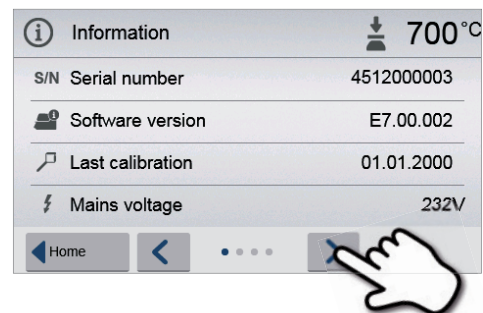 Information 700°C
S/N Serial number 4512000003
Software version E7.00.002
Last calibration 01.01.2000
Mains voltage 232V
Home